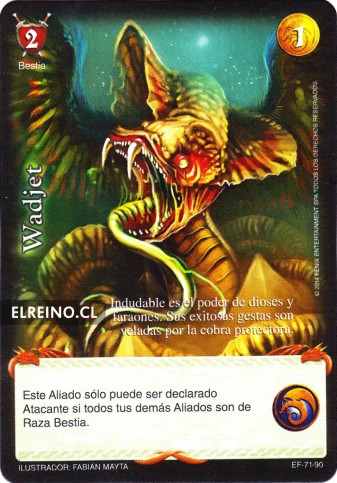 2
1
Bestia
Wadjet
© 2014 FENIX ENTERTAINMENT SPA TODOS LOS DERECHOS RESERVADOS.
ELREINO.CL
Indudable es el poder de dioses y
faraones. Sus exitosas gestas son
veladas por la cobra protectora.
Este Aliado sólo puede ser declarado
Atacante si todos tus demás Aliados son de
Raza Bestia.
ILUSTRADOR: FABIÁN MAYTA
EF-71-90